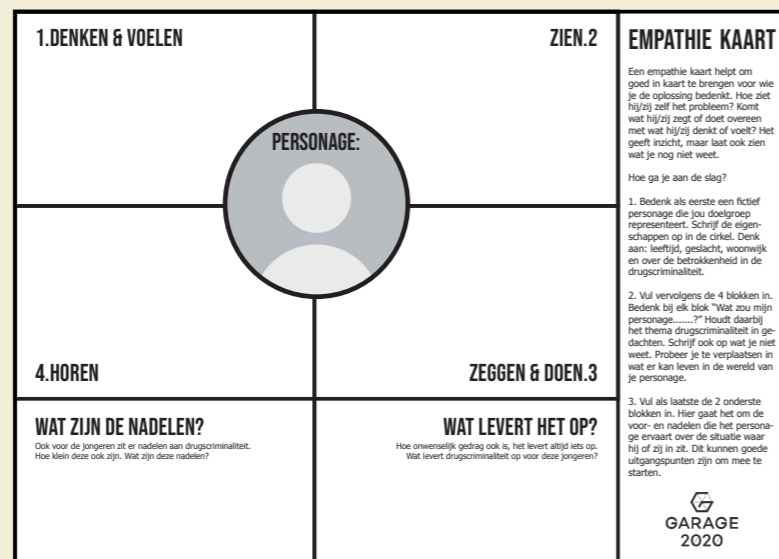 1.DENKEN & VOELEN
ZIEN.2
PERSONAGE:
4.HOREN
ZEGGEN & DOEN.3
WAT ZIJN DE NADELEN?
Ook voor de jongeren zit er nadelen aan drugscriminaliteit.
Hoe klein deze ook zijn. Wat zijn deze nadelen?
WAT LEVERT HET OP?
Hoe onwenselijk gedrag ook is, het levert altijd iets op.
Wat levert drugscriminaliteit op voor deze jongeren?
EMPATHIE KAART
Een empathie kaart helpt om
goed in kaart te brengen voor wie
je de oplossing bedenkt. Hoe ziet
hij/zij zelf het probleem? Komt
wat hij/zij zegt of doet overeen
met wat hij/zij denkt of voelt? Het
geeft inzicht, maar laat ook zien
wat je nog niet weet.
Hoe ga je aan de slag?
1. Bedenk als eerste een fictief
personage die jou doelgroep
representeert. Schrijf de eigen-
schappen op in de cirkel. Denk
aan: leeftijd, geslacht, woonwijk
en over de betrokkenheid in de
drugscriminaliteit.
2. Vul vervolgens de 4 blokken in.
Bedenk bij elk blok "Wat zou mijn
personage.......?" Houdt daarbij
het thema drugscriminaliteit in ge-
dachten. Schrijf ook op wat je niet
weet. Probeer je te verplaatsen in
wat er kan leven in de wereld van
je personage.
3. Vul als laatste de 2 onderste
blokken in. Hier gaat het om de
voor- en nadelen die het persona-
ge ervaart over de situatie waar
hij of zij in zit. Dit kunnen goede
uitgangspunten zijn om mee te
starten.
GARAGE
2020